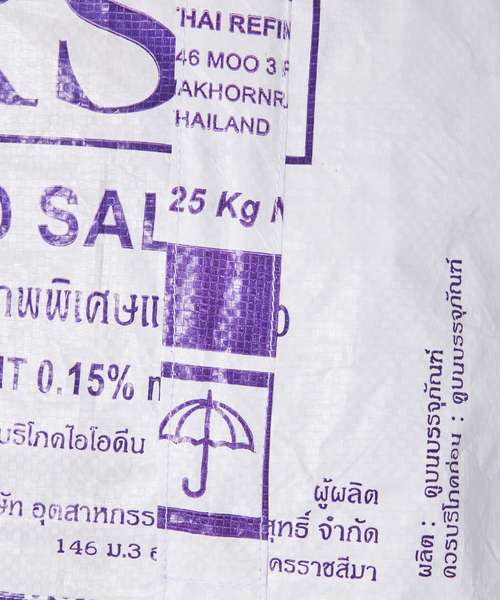 KS
THAI REFIN
46 MOO 3
AKHORNR
HAILAND
25 Kg N
D SAL
าพพิเศษแ
IT 0.15%
บริโภคไอโอดีน
ผู้ผลิต
ษัท อุตสาหกรร
สุทธิ์ จำกัด
146 ม.3
ครราชสีมา
ผลิต : ดูบนบรรจุภัณฑ์
ควรบริโภคก่อน : ดูบนบรรจุภัณฑ์